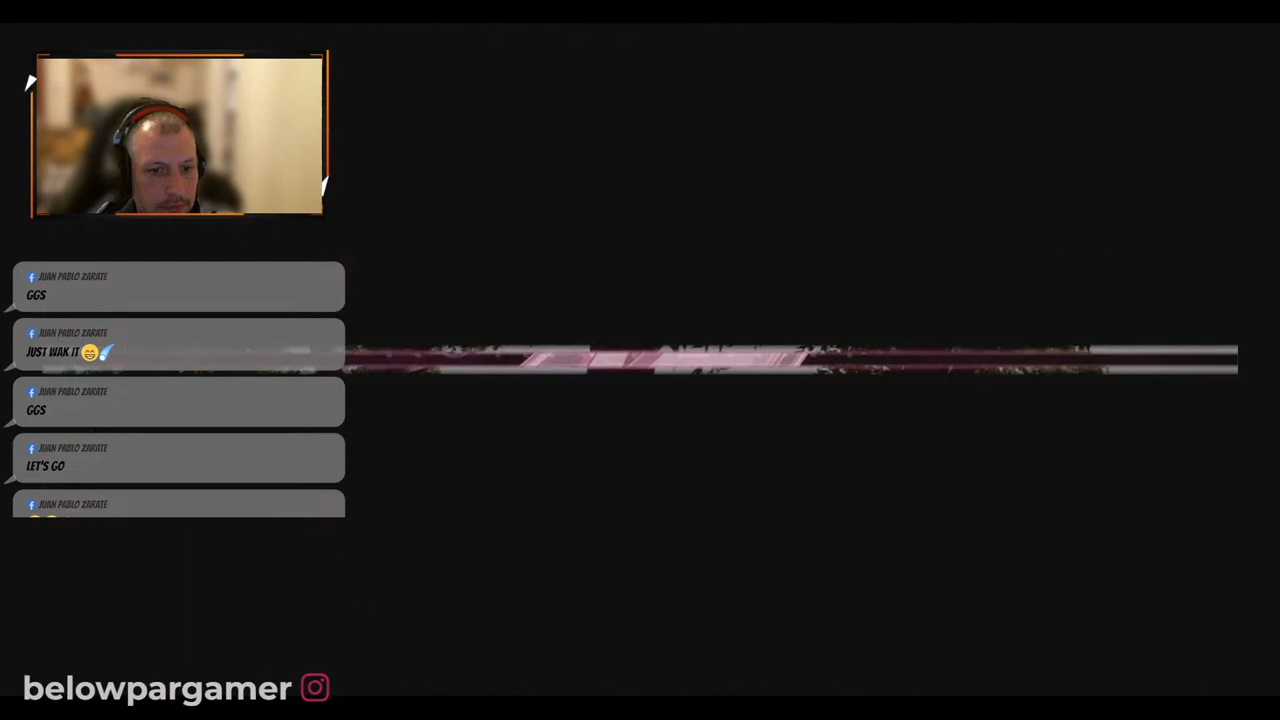 JUAN PABLO ZARATE
GGS
JUAN PABLO ZARATE
JUST WAK IT 😁☄️
JUAN PABLO ZARATE
GGS
JUAN PABLO ZARATE
LET'S GO
JUAN PABLO ZARATE
belowpargamer